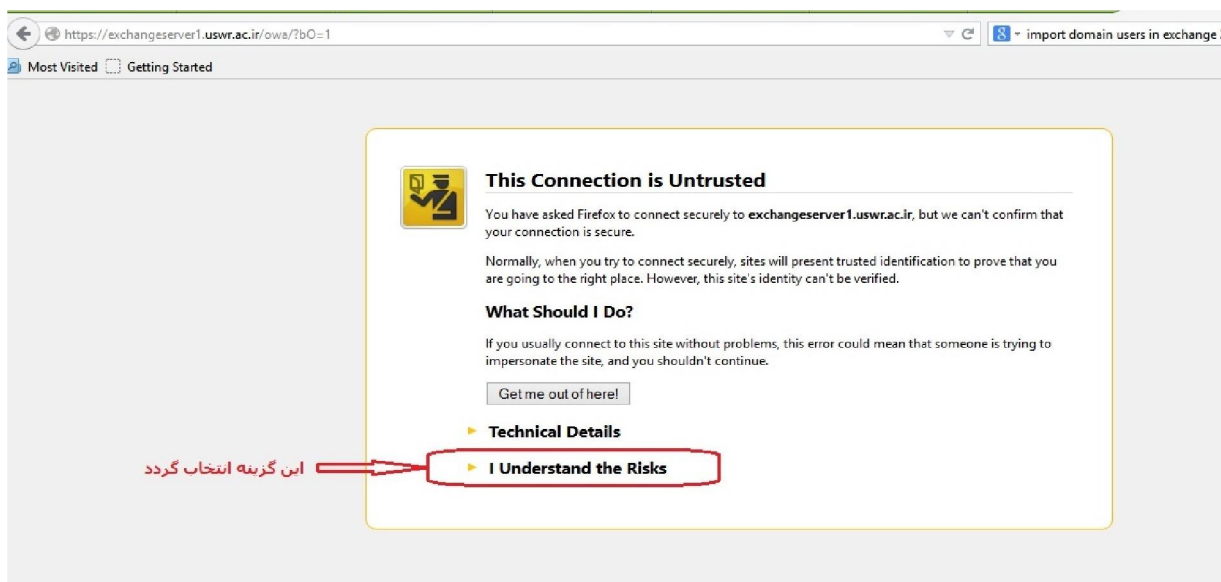 https://exchangeserver1.uswr.ac.ir/owa/?bO=1
import domain users in exchange
Most Visited Getting Started
This Connection is Untrusted
You have asked Firefox to connect securely to exchangeserver1.uswr.ac.ir, but we can't confirm that
your connection is secure.
Normally, when you try to connect securely, sites will present trusted identification to prove that you
are going to the right place. However, this site's identity can't be verified.
What Should I Do?
If you usually connect to this site without problems, this error could mean that someone is trying to
impersonate the site, and you shouldn't continue.
Get me out of here!
Technical Details
I Understand the Risks
این گزینه انتخاب گردد